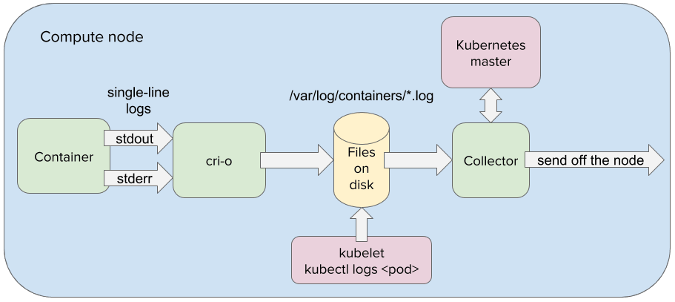 Compute node
Kubernetes
master
single-line
logs
/var/log/containers/*.log
stdout
Container
cri-o
Files
on
disk
Collector
send off the node
stderr
kubelet
kubectl logs <pod>